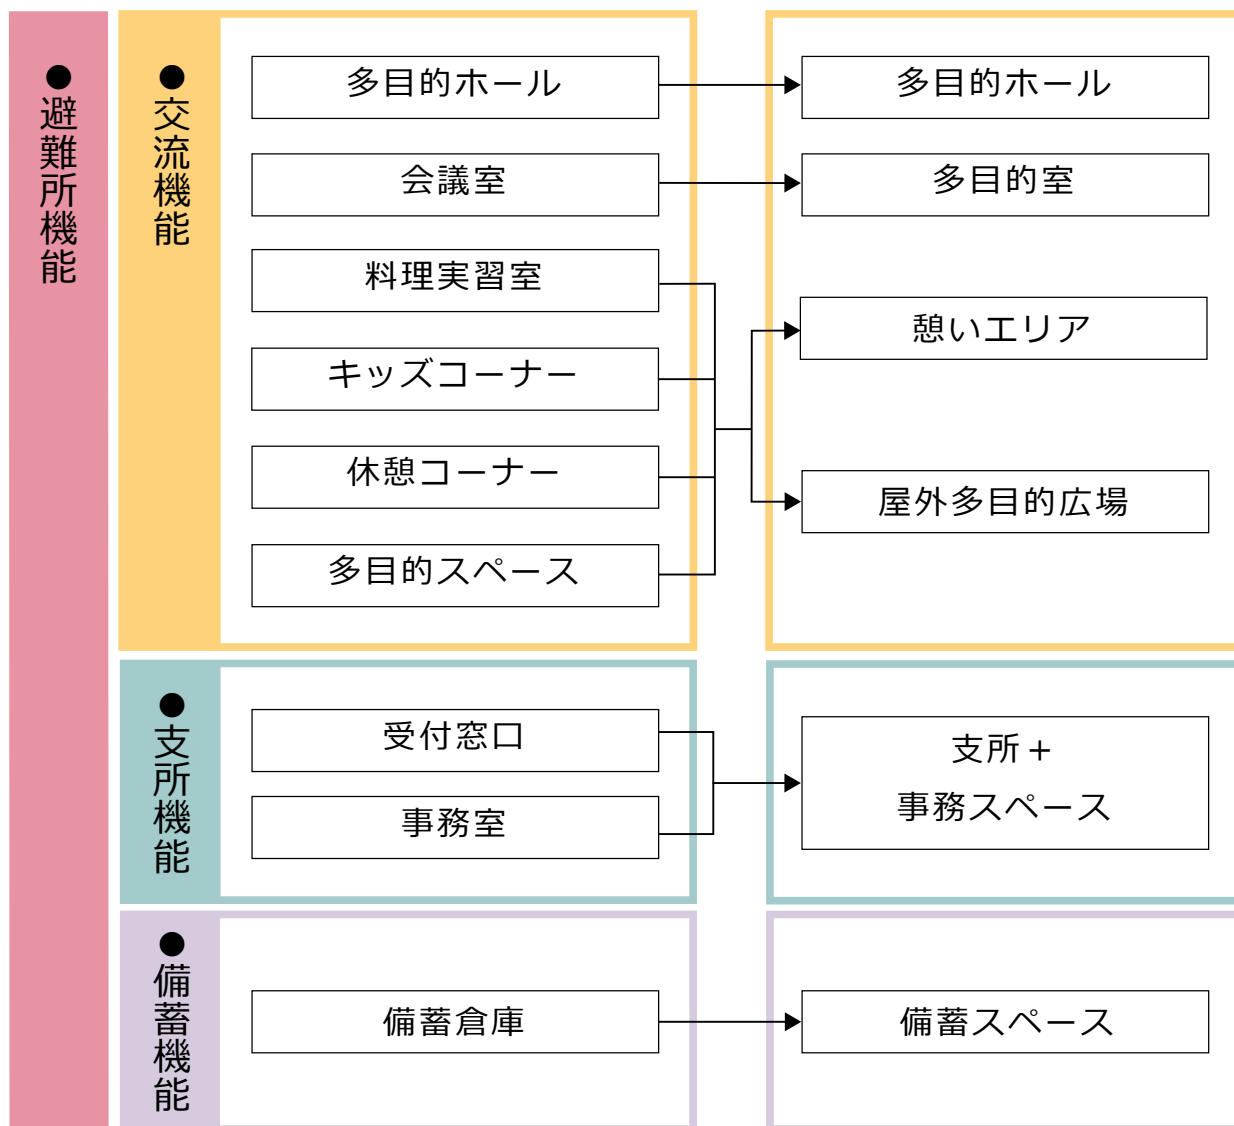 ●避難所機能
●交流機能
多目的ホール
多目的ホール
会議室
多目的室
料理実習室
キッズコーナー
休憩コーナー
多目的スペース
憩いエリア
屋外多目的広場
●支所機能
受付窓口
事務室
支所＋
事務スペース
●備蓄機能
備蓄倉庫
備蓄スペース